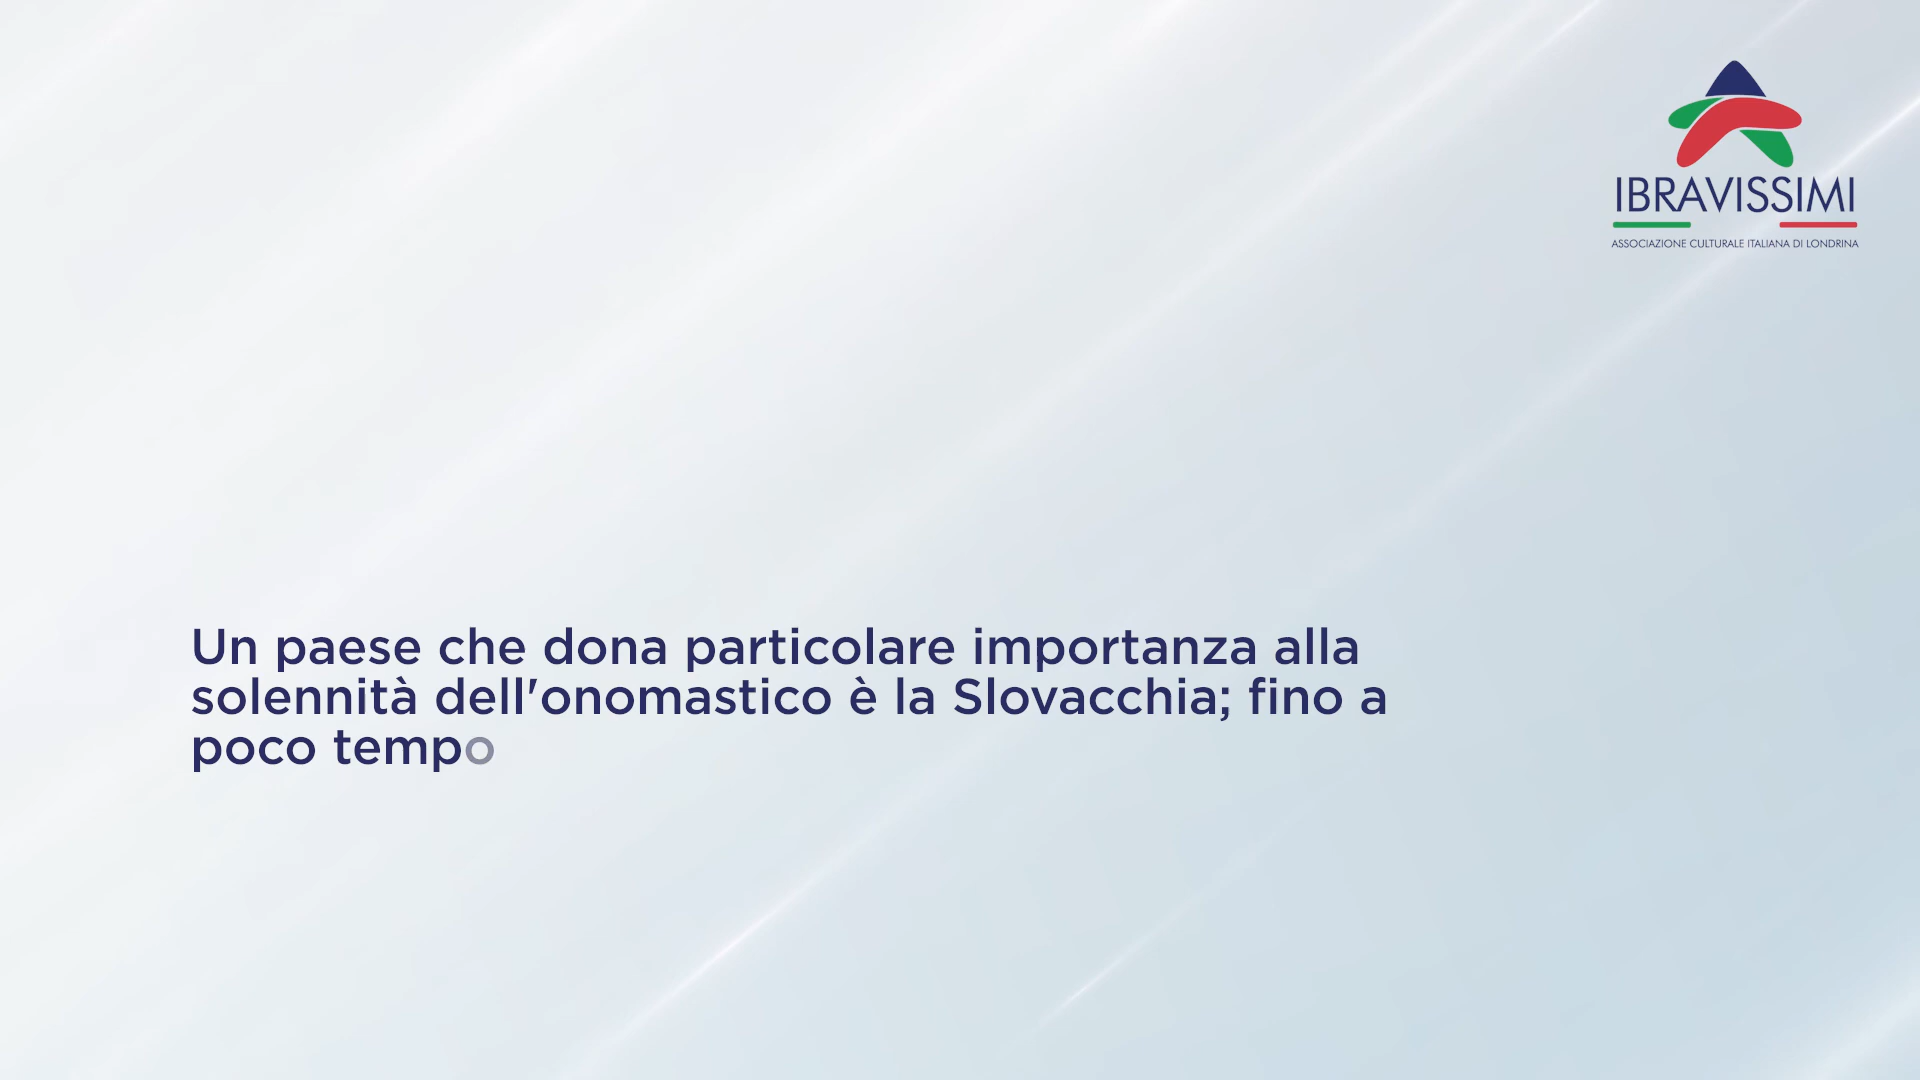 IBRAVISSIMI
ASSOCIAZIONE CULTURALE ITALIANA DI LONDRINA
Un paese che dona particolare importanza alla
solennità dell'onomastico è la Slovacchia; fino a
poco tempo